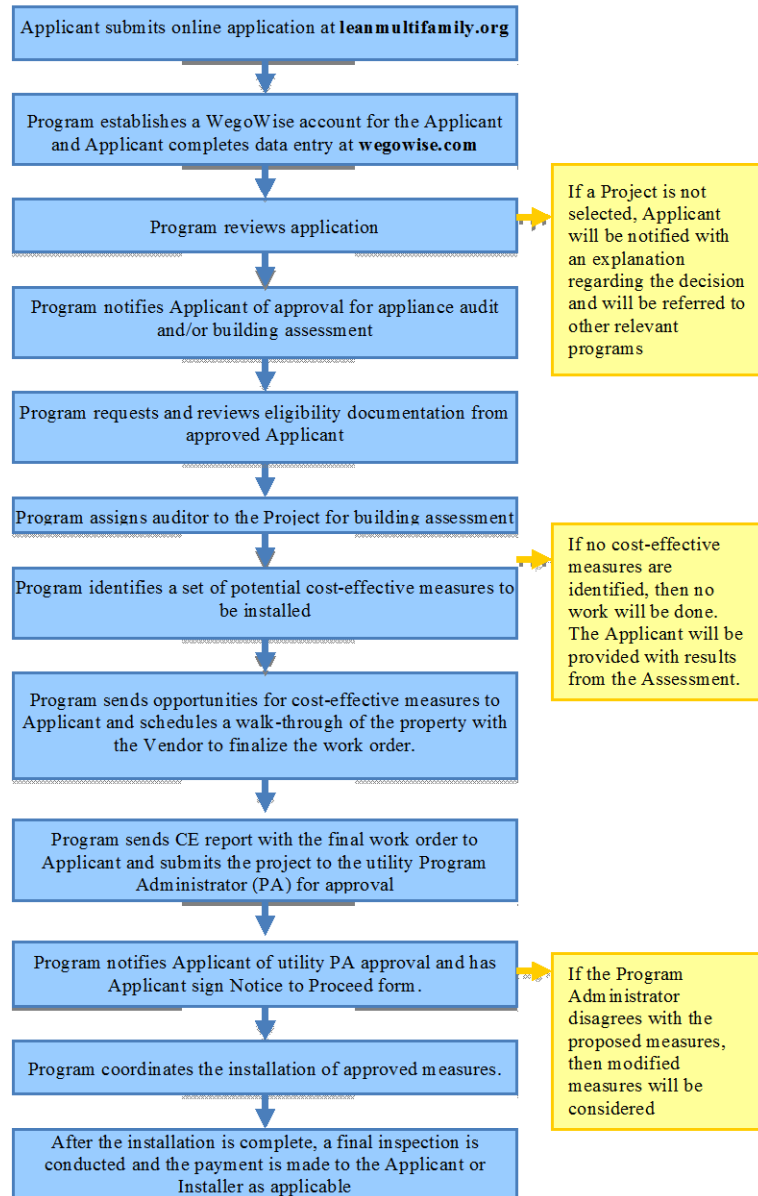 Applicant submits online application at leanmultifamily.org
Program establishes a WegoWise account for the Applicant
and Applicant completes data entry at wegowise.com
Program reviews application
If a Project is not
selected, Applicant
will be notified with
an explanation
regarding the decision
and will be referred to
other relevant
programs
Program notifies Applicant of approval for appliance audit
and/or building assessment
Program requests and reviews eligibility documentation from
approved Applicant
Program assigns auditor to the Project for building assessment
Program identifies a set of potential cost-effective measures to
be installed
If no cost-effective
measures are
identified, then no
work will be done.
The Applicant will be
provided with results
from the Assessment.
Program sends opportunities for cost-effective measures to
Applicant and schedules a walk-through of the property with
the Vendor to finalize the work order.
Program sends CE report with the final work order to
Applicant and submits the project to the utility Program
Administrator (PA) for approval
Program notifies Applicant of utility PA approval and has
Applicant sign Notice to Proceed form.
If the Program
Administrator
disagrees with the
proposed measures,
then modified
measures will be
considered
Program coordinates the installation of approved measures.
After the installation is complete, a final inspection is
conducted and the payment is made to the Applicant or
Installer as applicable